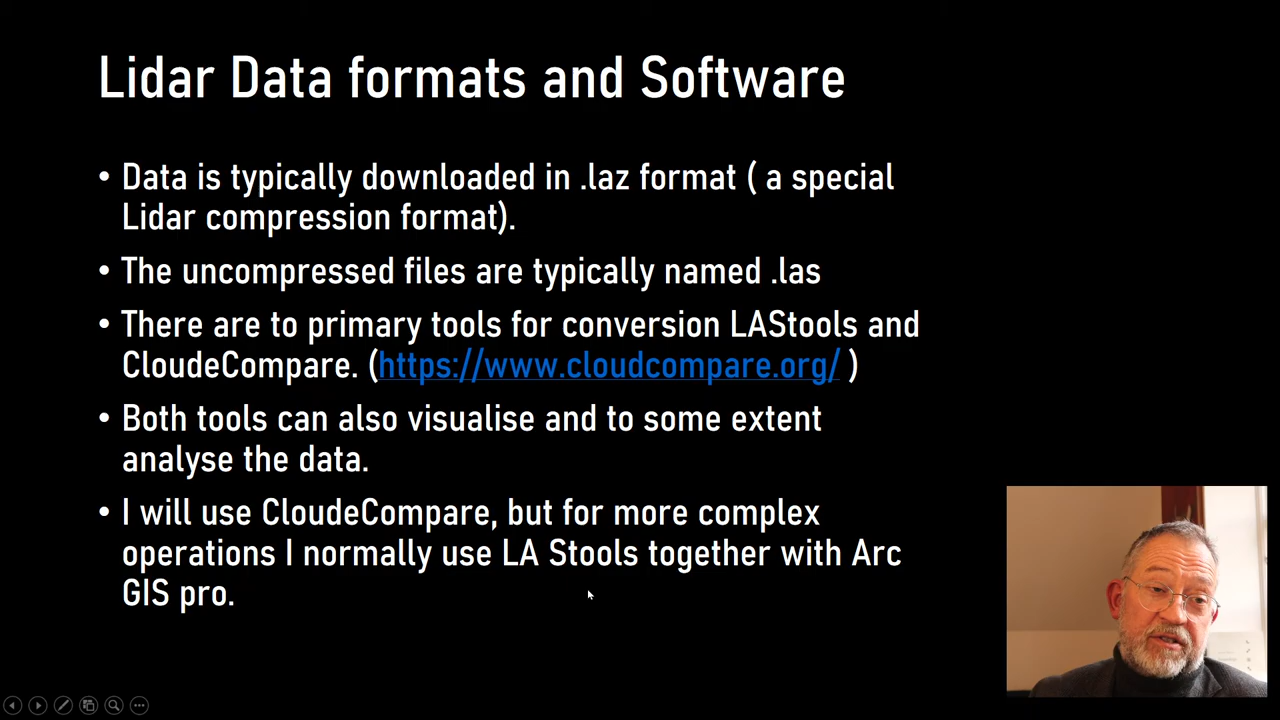 Lidar Data formats and Software
• Data is typically downloaded in .laz format ( a special
Lidar compression format).
• The uncompressed files are typically named .las
• There are to primary tools for conversion LAStools and
CloudeCompare. (https://www.cloudcompare.org/ )
• Both tools can also visualise and to some extent
analyse the data.
• I will use CloudeCompare, but for more complex
operations I normally use LA Stools together with Arc
GIS pro.